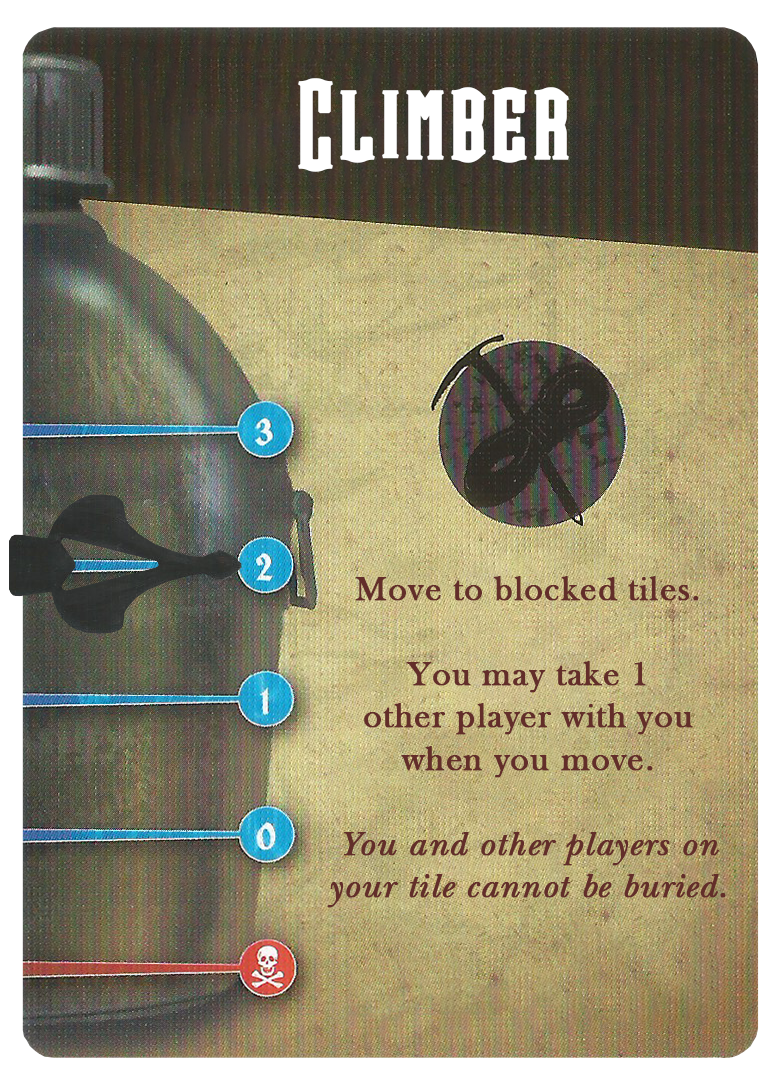 CLIMBER
3
2
Move to blocked tiles.
You may take 1
other player with you
when you move.
1
0
You and other players on
your tile cannot be buried.